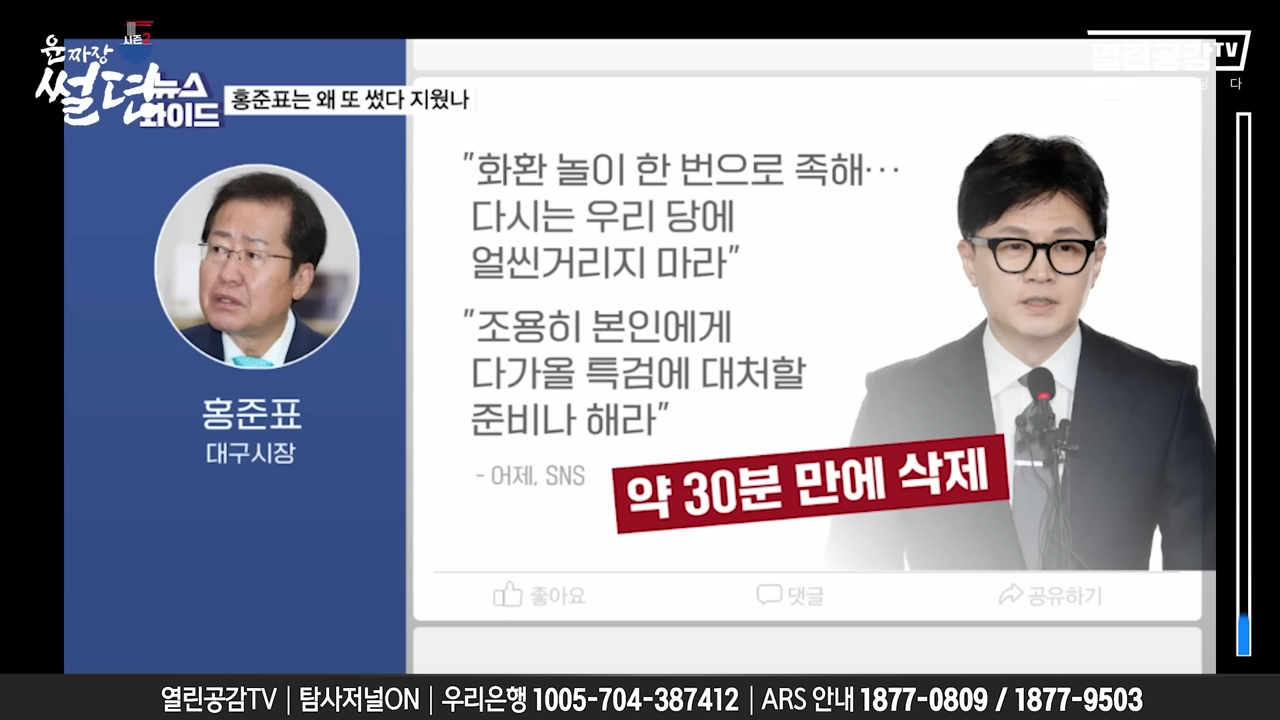 윤짜장
시즌2
썰뎐
뉴스
와이드
홍준표는 왜 또 썼다 지웠나
열린공감TV
다
"화환 놀이 한 번으로 족해…
다시는 우리 당에
얼씬거리지 마라"
"조용히 본인에게
다가올 특검에 대처할
준비나 해라"
- 어제, SNS
약 30분 만에 삭제
홍준표
대구시장
좋아요
댓글
공유하기
열린공감TV | 탐사저널ON | 우리은행 1005-704-387412 | ARS 안내 1877-0809 / 1877-9503